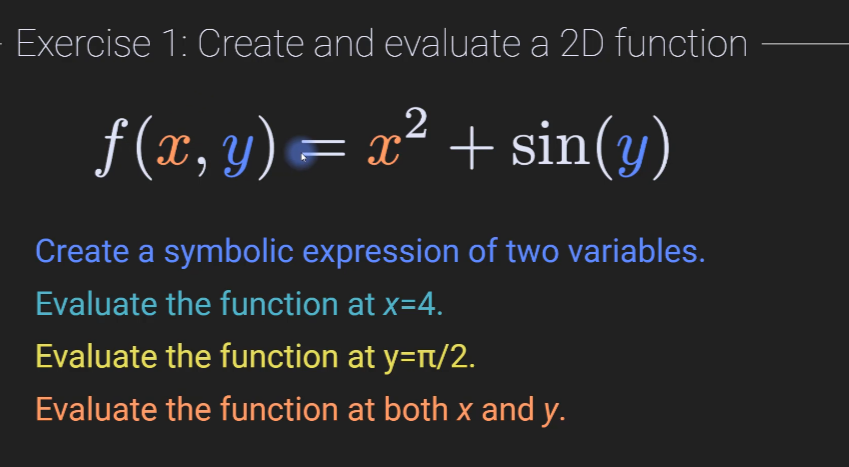 Exercise 1: Create and evaluate a 2D function
f(x, y) = x² + sin(y)
Create a symbolic expression of two variables.
Evaluate the function at x=4.
Evaluate the function at y=π/2.
Evaluate the function at both x and y.